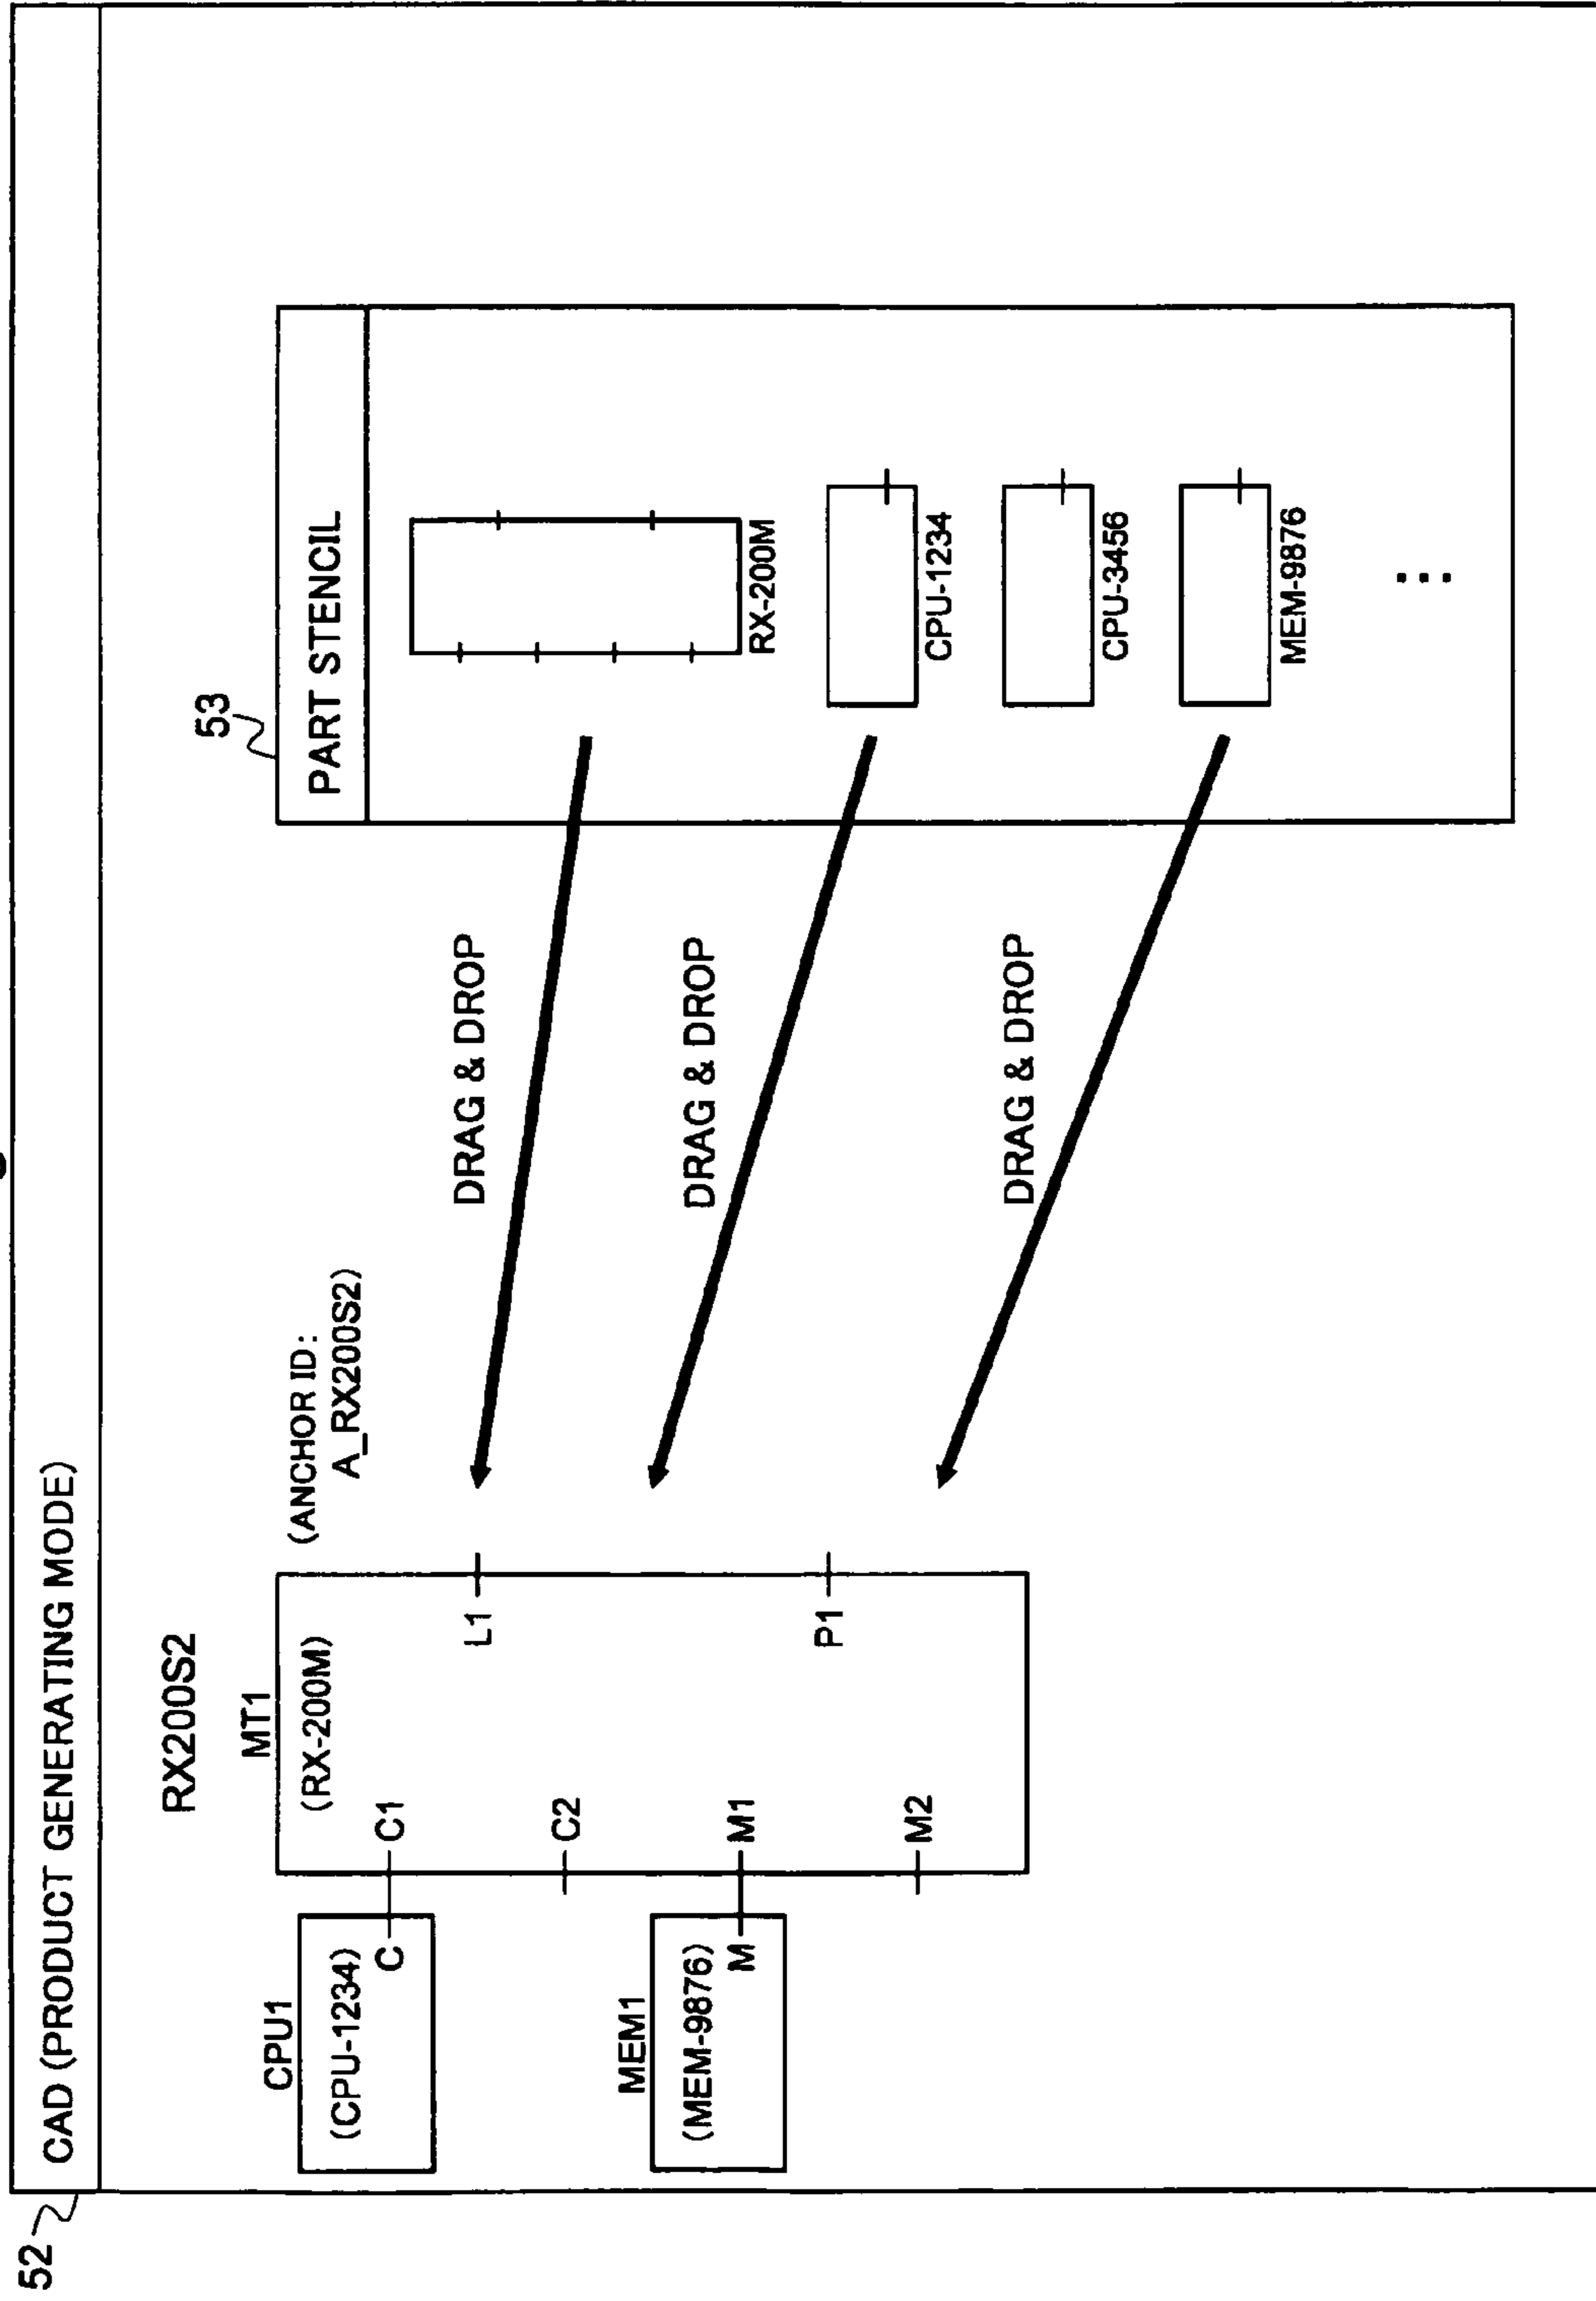 52
CAD (PRODUCT GENERATING MODE)
RX200S2
CPU1
(CPU-1234)
C
MEM1
(MEM-9876)
M
MT1
(RX-200M)
C1
C2
M1
M2
L1
P1
(ANCHOR ID:
A_RX200S2)
DRAG & DROP
DRAG & DROP
DRAG & DROP
53
PART STENCIL
RX-200M
CPU-1234
CPU-3456
MEM-9876
⋮